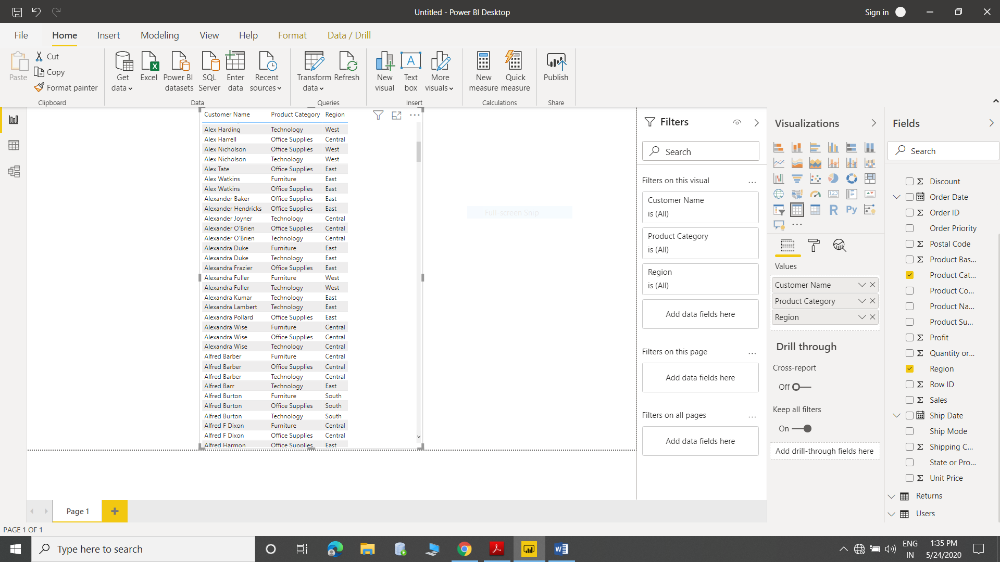 Untitled - Power BI Desktop
Sign in
File Home Insert Modeling View Help Format Data / Drill
Paste
Cut
Copy
Format painter
Clipboard
Get data
Excel
Power BI datasets
SQL Server
Enter data
Recent sources
Data
Transform data
Refresh
Queries
New visual
Text box
More visuals
Insert
New measure
Quick measure
Calculations
Publish
Share
Customer Name Product Category Region
Alex Harding Technology West
Alex Harrell Office Supplies Central
Alex Nicholson Office Supplies West
Alex Nicholson Technology West
Alex Tate Office Supplies East
Alex Watkins Furniture East
Alex Watkins Office Supplies East
Alexander Baker Office Supplies East
Alexander Hendricks Office Supplies East
Alexander Joyner Technology Central
Alexander O'Brien Office Supplies Central
Alexander O'Brien Technology Central
Alexandra Duke Furniture East
Alexandra Duke Technology East
Alexandra Frazier Office Supplies East
Alexandra Fuller Furniture West
Alexandra Fuller Technology West
Alexandra Kumar Technology East
Alexandra Lambert Technology East
Alexandra Pollard Office Supplies East
Alexandra Wise Furniture Central
Alexandra Wise Office Supplies Central
Alexandra Wise Technology Central
Alfred Barber Furniture Central
Alfred Barber Office Supplies Central
Alfred Barber Technology Central
Alfred Barr Technology East
Alfred Burton Furniture South
Alfred Burton Office Supplies South
Alfred Burton Technology South
Alfred F Dixon Furniture Central
Alfred F Dixon Office Supplies Central
Alfred Harmon Office Supplies East
Full-screen Snip
Filters
Search
Filters on this visual ...
Customer Name
is (All)
Product Category
is (All)
Region
is (All)
Add data fields here
Filters on this page ...
Add data fields here
Filters on all pages ...
Add data fields here
Visualizations
123
R Py
...
Values
Customer Name
Product Category
Region
Drill through
Cross-report
Off
Keep all filters
On
Add drill-through fields here
Fields
Search
Σ Discount
Order Date
Σ Order ID
Order Priority
Σ Postal Code
Σ Product Bas...
Product Cat...
Product Co...
Product Na...
Product Su...
Σ Profit
Σ Quantity or...
Region
Σ Row ID
Σ Sales
Ship Date
Ship Mode
Σ Shipping C...
State or Pro...
Σ Unit Price
Returns
Users
Page 1
+
PAGE 1 OF 1
Type here to search
ENG
IN
1:35 PM
5/24/2020